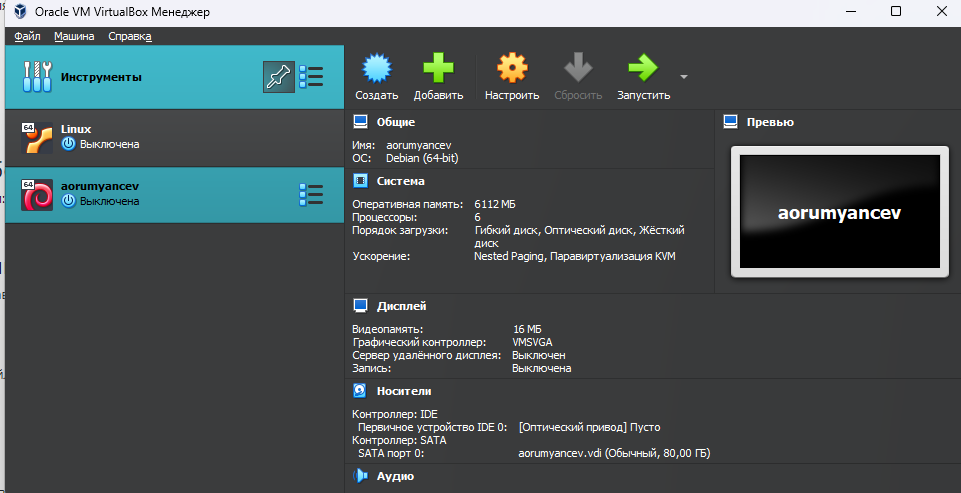 Oracle VM VirtualBox Менеджер
Файл Машина Справка
Инструменты
64
Linux
Выключена
64
aorumyancev
Выключена
Создать Добавить Настроить Сбросить Запустить
Общие
Имя: aorumyancev
ОС: Debian (64-bit)
Система
Оперативная память: 6112 МБ
Процессоры: 6
Порядок загрузки: Гибкий диск, Оптический диск, Жёсткий
диск
Ускорение: Nested Paging, Паравиртуализация KVM
Превью
aorumyancev
Дисплей
Видеопамять: 16 МБ
Графический контроллер: VMSVGA
Сервер удалённого дисплея: Выключен
Запись: Выключена
Носители
Контроллер: IDE
Первичное устройство IDE 0: [Оптический привод] Пусто
Контроллер: SATA
SATA порт 0: aorumyancev.vdi (Обычный, 80,00 ГБ)
Аудио